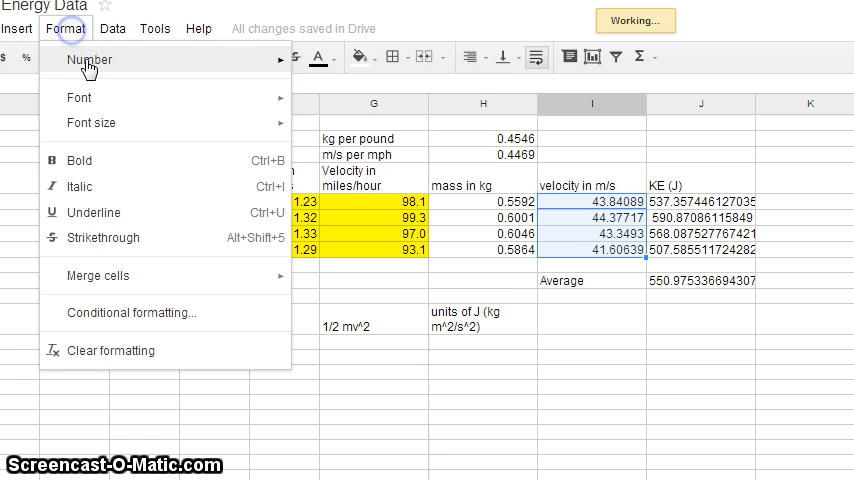 Energy Data
Working...
Insert Format Data Tools Help All changes saved in Drive
$ % A Σ
Number
Font
Font size
B Bold Ctrl+B
I Italic Ctrl+I
U Underline Ctrl+U
S Strikethrough Alt+Shift+5
Merge cells
Conditional formatting...
Clear formatting
G H I J K
kg per pound 0.4546
m/s per mph 0.4469
Velocity in
miles/hour mass in kg velocity in m/s KE (J)
1.23 98.1 0.5592 43.84089 537.357446127035
1.32 99.3 0.6001 44.37717 590.87086115849
1.33 97.0 0.6046 43.3493 568.087527767421
1.29 93.1 0.5864 41.60639 507.585511724282
Average 550.975336694307
units of J (kg
1/2 mv^2 m^2/s^2)
Screencast-O-Matic.com